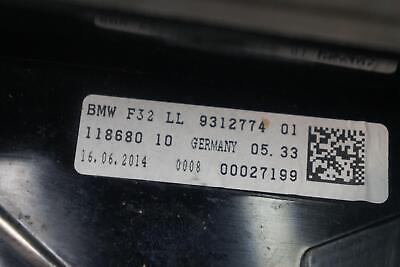 BMW F32 LL 9312774 01
118680 10 GERMANY 05.33
16.06.2014 0008 00027199